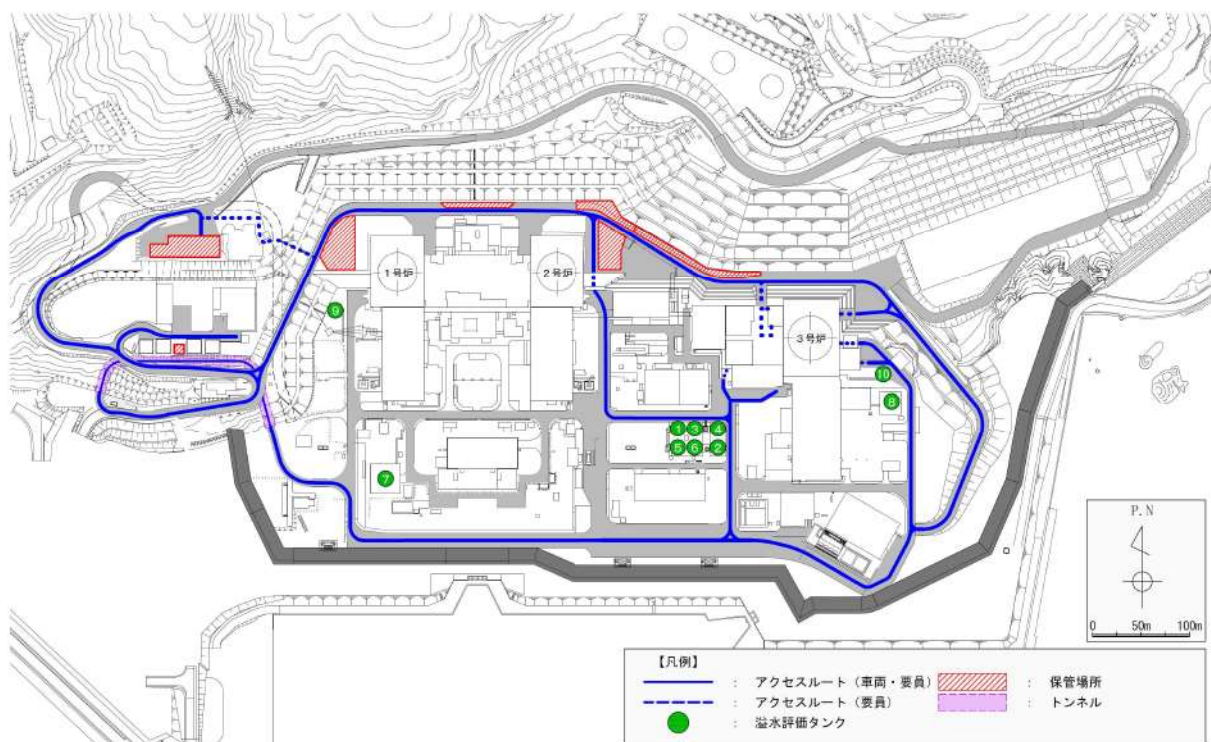 1号炉
2号炉
3号炉
9
10
8
1 3 4
5 6 2
7
P.N
0 50m 100m
【凡例】
: アクセスルート（車両・要員）
: 保管場所
: アクセスルート（要員）
: トンネル
: 溢水評価タンク